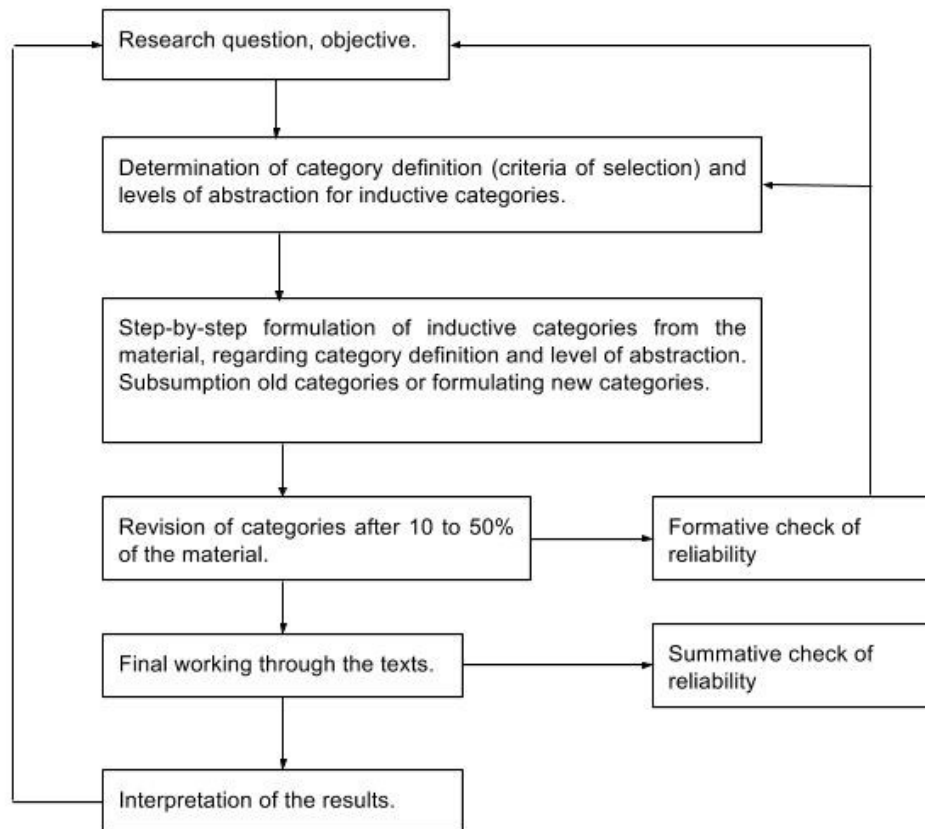 Research question, objective.
Determination of category definition (criteria of selection) and
levels of abstraction for inductive categories.
Step-by-step formulation of inductive categories from the
material, regarding category definition and level of abstraction.
Subsumption old categories or formulating new categories.
Revision of categories after 10 to 50%
of the material.
Formative check of
reliability
Final working through the texts.
Summative check of
reliability
Interpretation of the results.